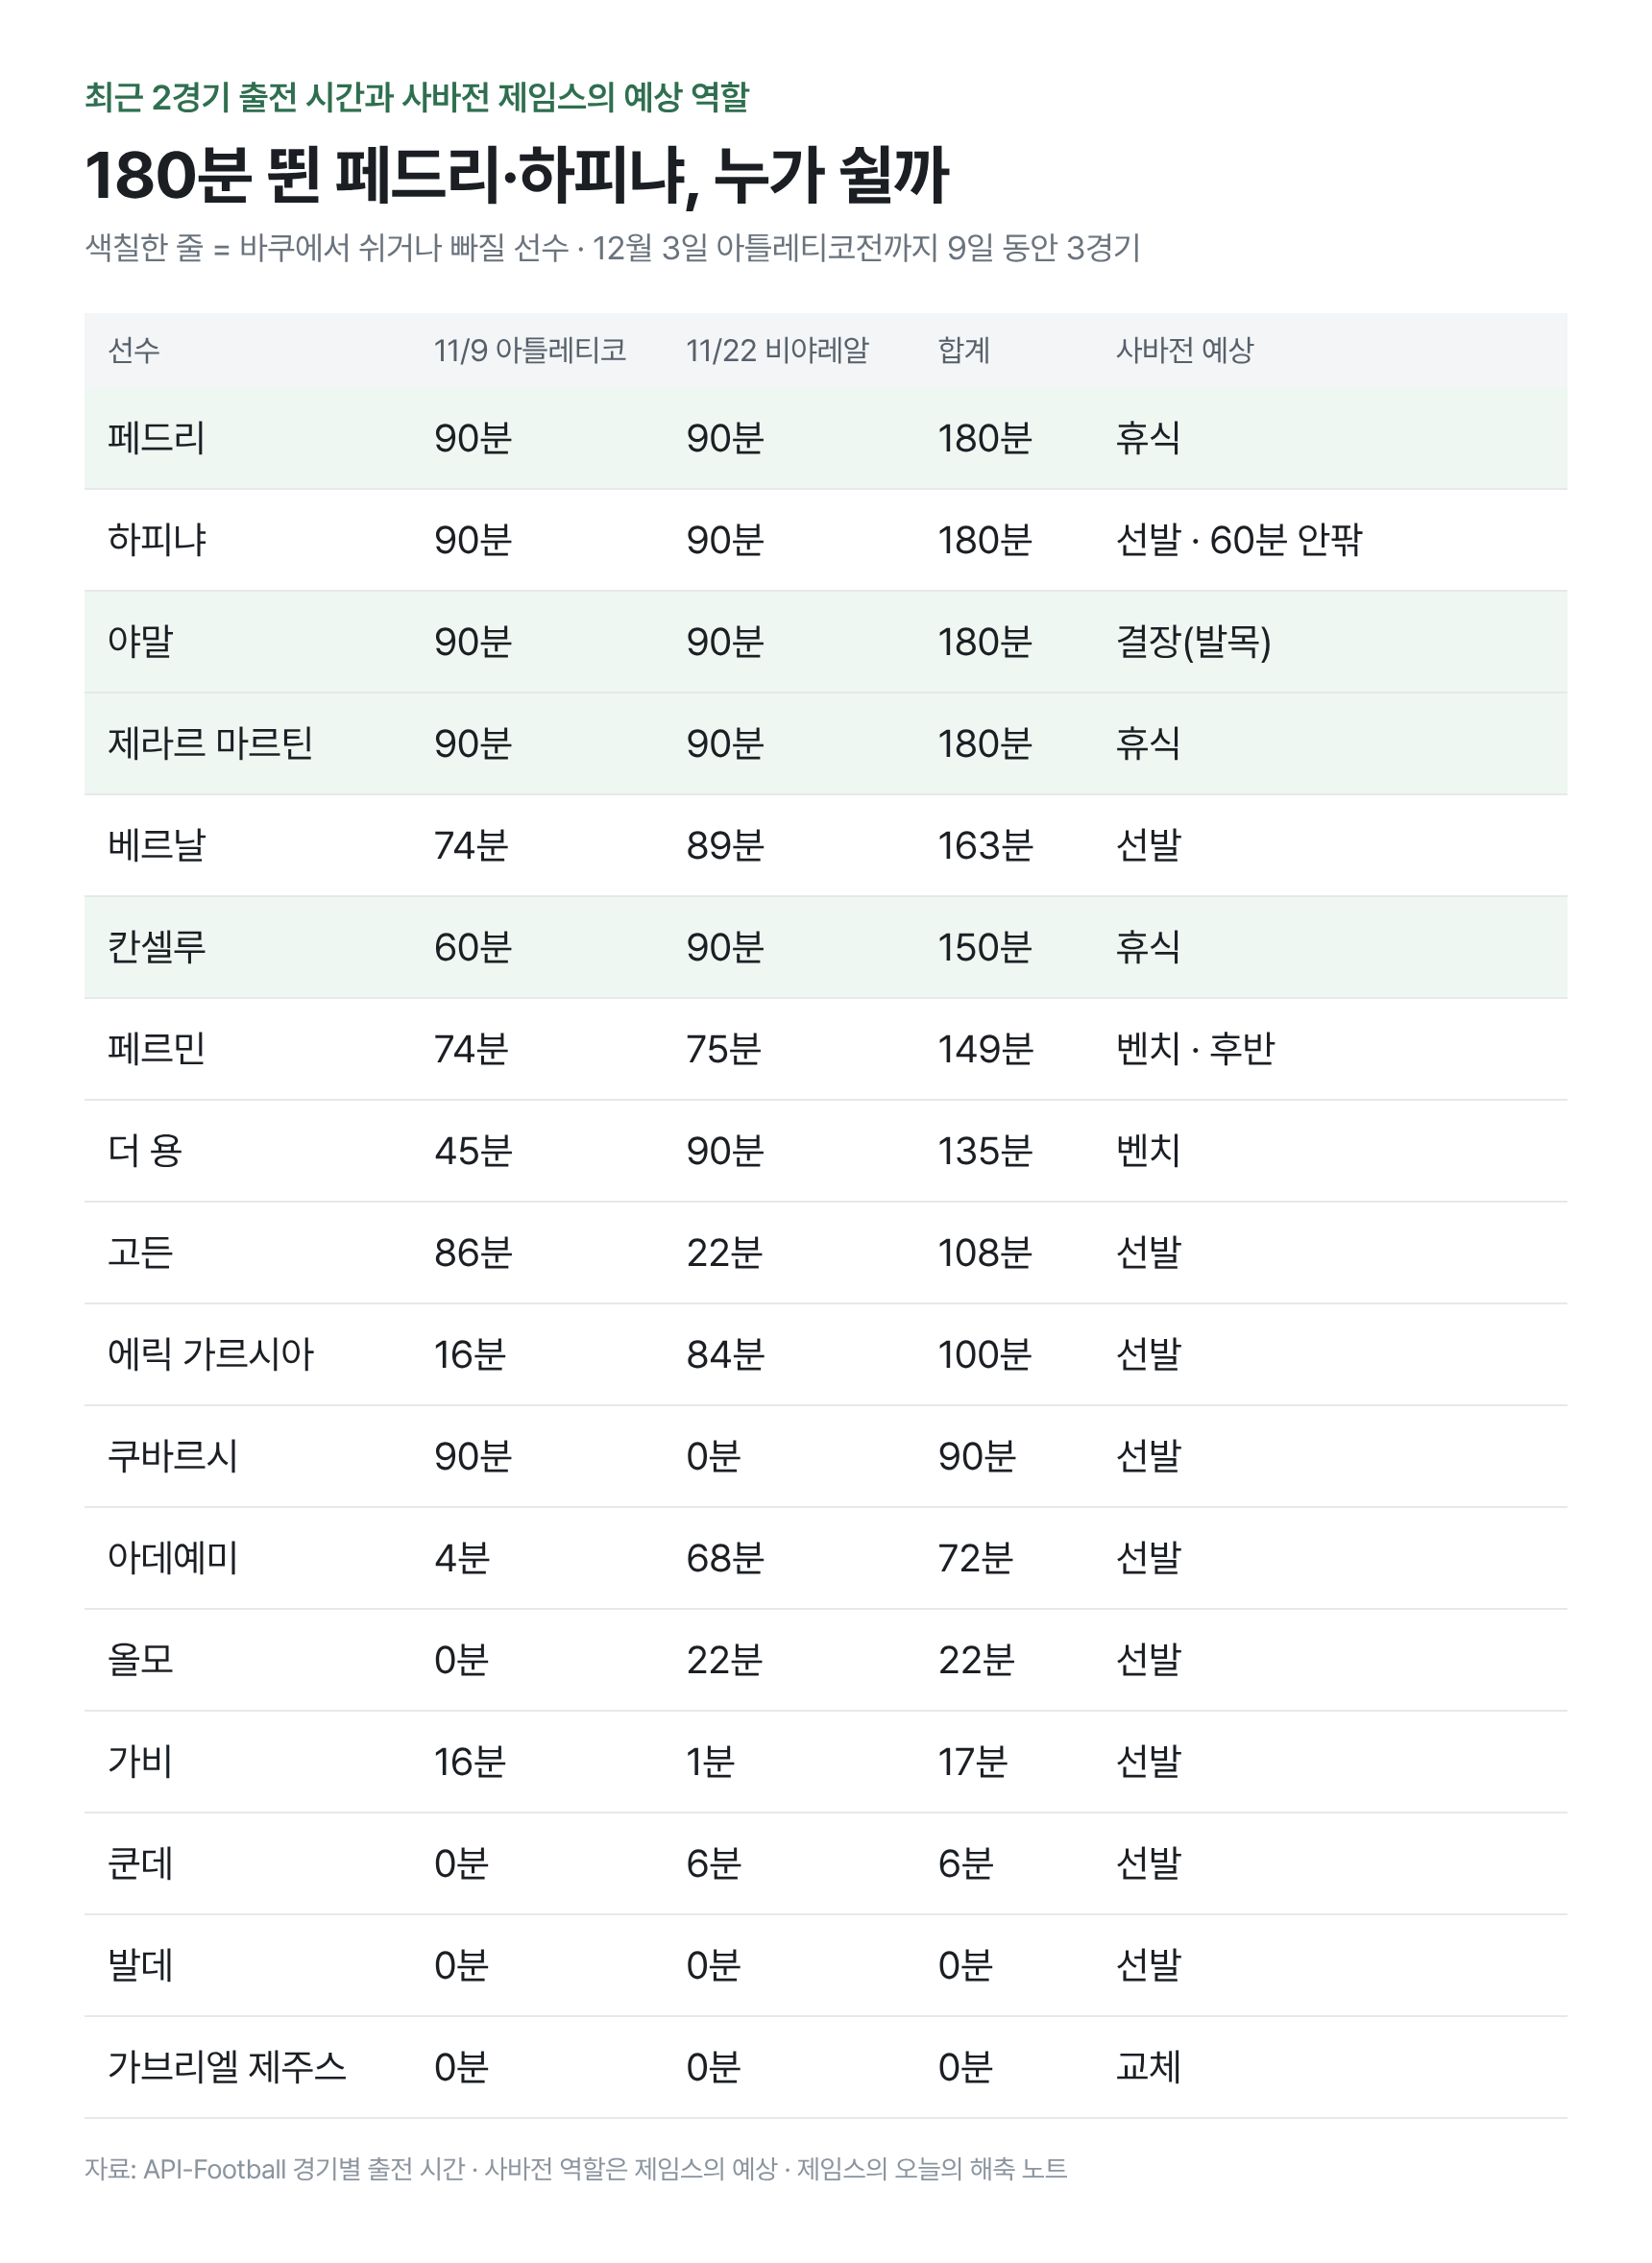 최근 2경기 출전 시간과 사바전 제임스의 예상 역할
180분 뛴 페드리·하피냐, 누가 쉴까
색칠한 줄 = 바쿠에서 쉬거나 빠질 선수 · 12월 3일 아틀레티코전까지 9일 동안 3경기
선수 11/9 아틀레티코 11/22 비야레알 합계 사바전 예상
페드리 90분 90분 180분 휴식
하피냐 90분 90분 180분 선발 · 60분 안팎
야말 90분 90분 180분 결장(발목)
제라르 마르틴 90분 90분 180분 휴식
베르날 74분 89분 163분 선발
칸셀루 60분 90분 150분 휴식
페르민 74분 75분 149분 벤치 · 후반
더 용 45분 90분 135분 벤치
고든 86분 22분 108분 선발
에릭 가르시아 16분 84분 100분 선발
쿠바르시 90분 0분 90분 선발
아데예미 4분 68분 72분 선발
올모 0분 22분 22분 선발
가비 16분 1분 17분 선발
쿤데 0분 6분 6분 선발
발데 0분 0분 0분 선발
가브리엘 제주스 0분 0분 0분 교체
자료: API-Football 경기별 출전 시간 · 사바전 역할은 제임스의 예상 · 제임스의 오늘의 해축 노트